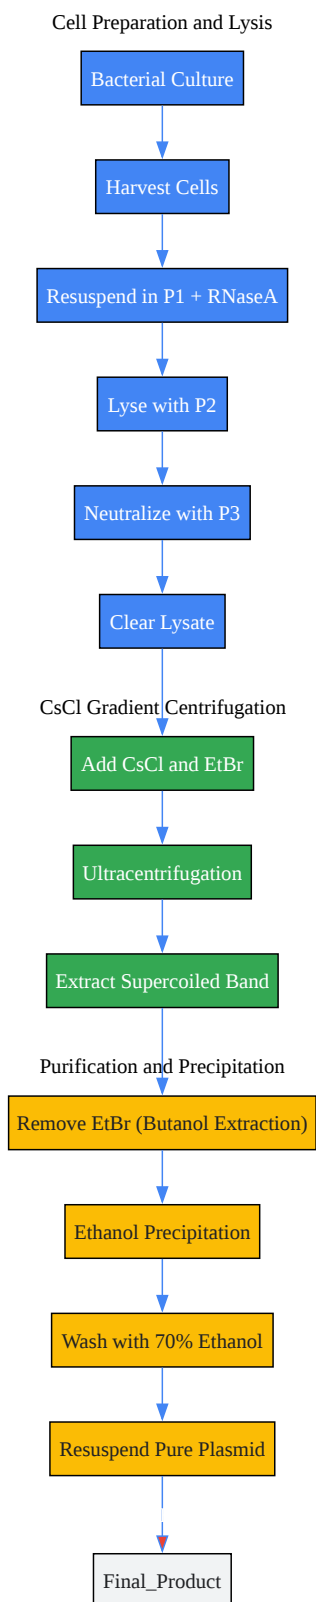 Cell Preparation and Lysis
Bacterial Culture
Harvest Cells
Resuspend in P1 + RNaseA
Lyse with P2
Neutralize with P3
Clear Lysate
CsCl Gradient Centrifugation
Add CsCl and EtBr
Ultracentrifugation
Extract Supercoiled Band
Purification and Precipitation
Remove EtBr (Butanol Extraction)
Ethanol Precipitation
Wash with 70% Ethanol
Resuspend Pure Plasmid
Final_Product